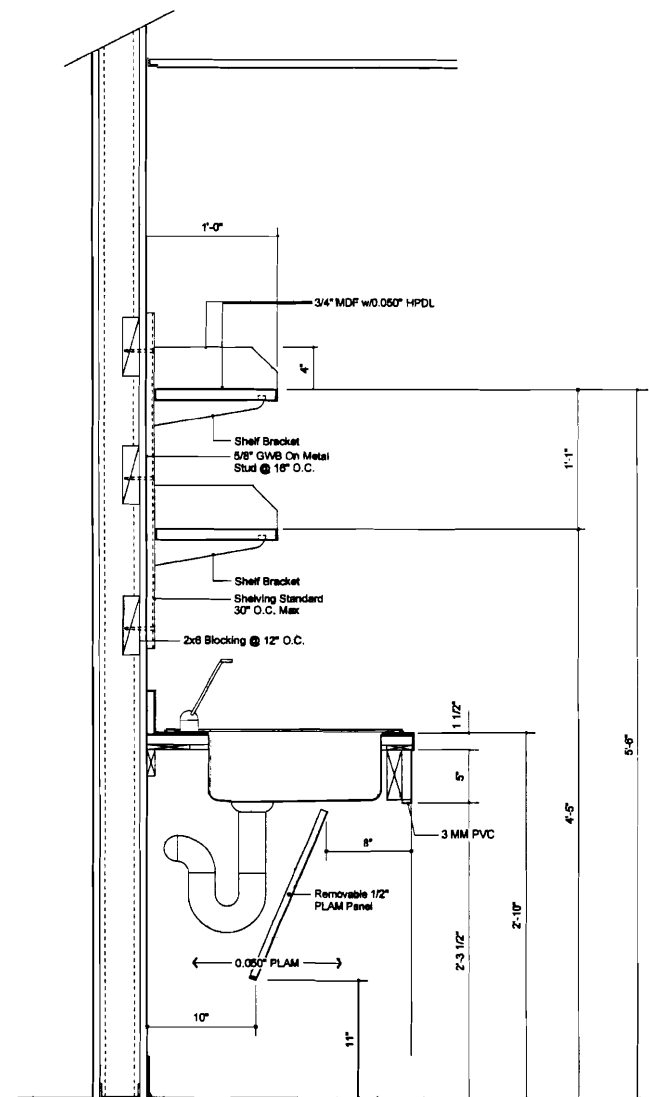 1'-0"
3/4" MDF w/0.050" HPDL
4"
Shelf Bracket
5/8" GWB On Metal
Stud @ 16" O.C.
1'-1"
Shelf Bracket
Shelving Standard
30" O.C. Max
2x6 Blocking @ 12" O.C.
1 1/2"
5'-6"
5"
4'-5"
3 MM PVC
8"
Removable 1/2"
PLAM Panel
2'-10"
2'-3 1/2"
0.050" PLAM
10"
11"